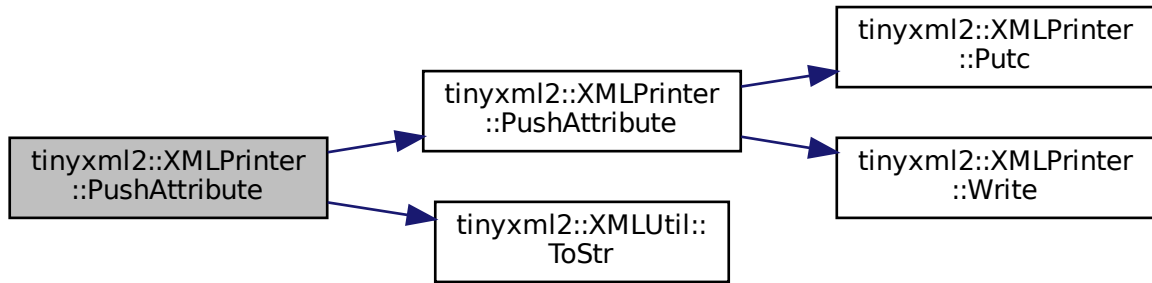 tinyxml2::XMLPrinter
::PushAttribute
tinyxml2::XMLPrinter
::PushAttribute
tinyxml2::XMLUtil::
ToStr
tinyxml2::XMLPrinter
::Putc
tinyxml2::XMLPrinter
::Write